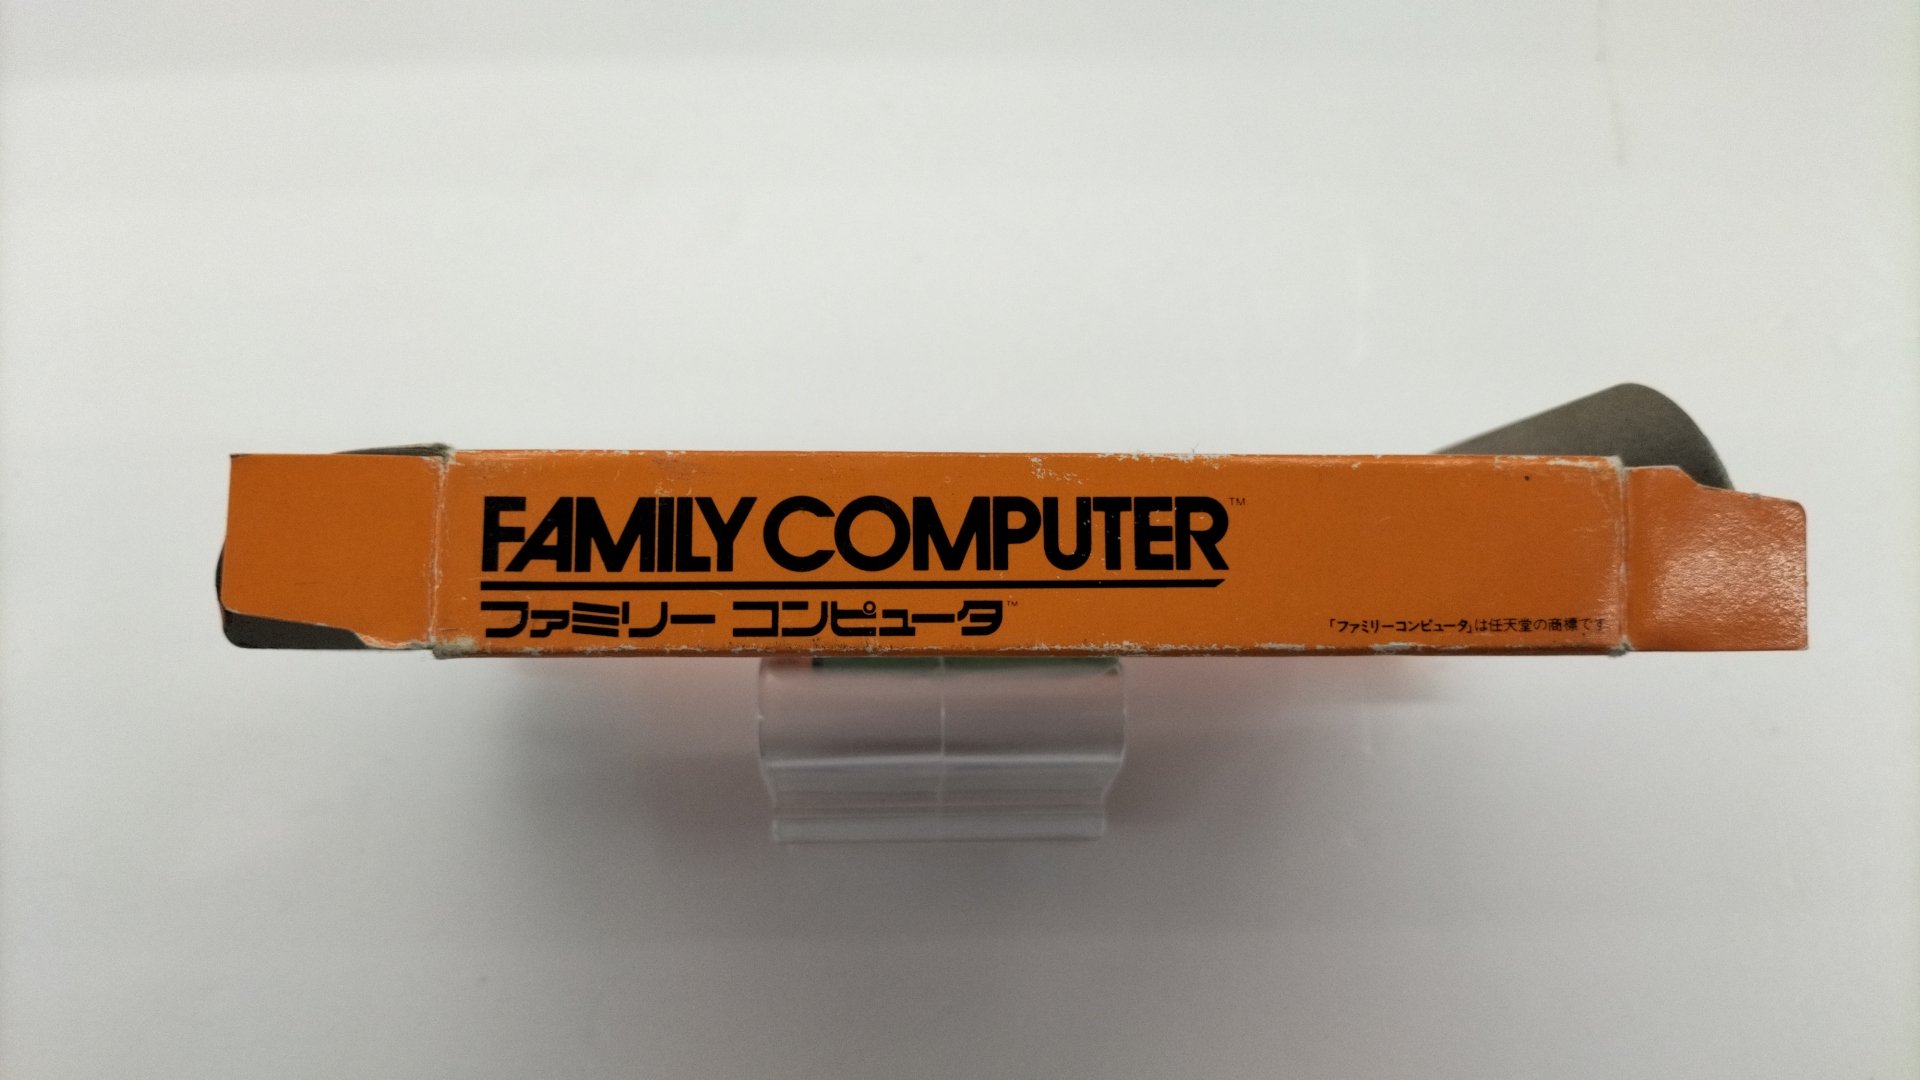 FAMILY COMPUTER™
ファミリー コンピュータ™
「ファミリーコンピュータ」は任天堂の商標です